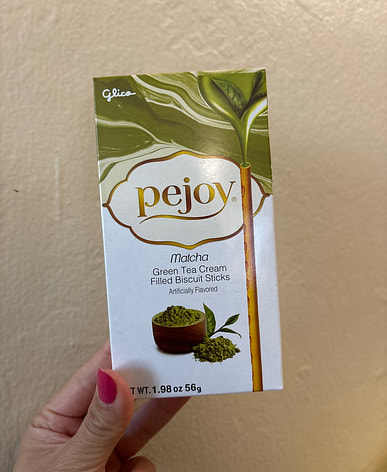 Glico
pejoy®
Matcha
Green Tea Cream
Filled Biscuit Sticks
Artificially Flavored
T WT. 1.98 oz 56g